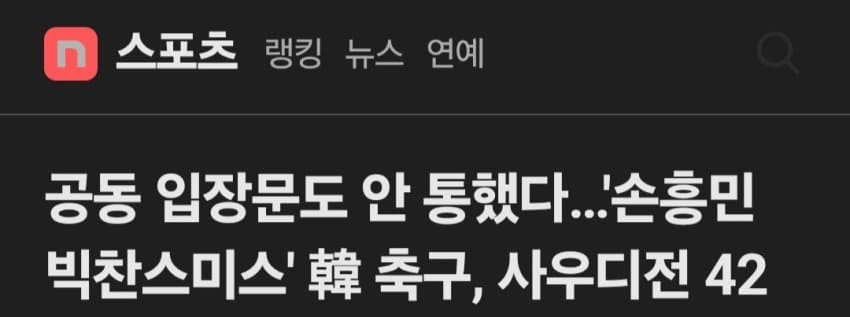 n 스포츠 랭킹 뉴스 연예
공동 입장문도 안 통했다...'손흥민
빅찬스미스' 韓 축구, 사우디전 42